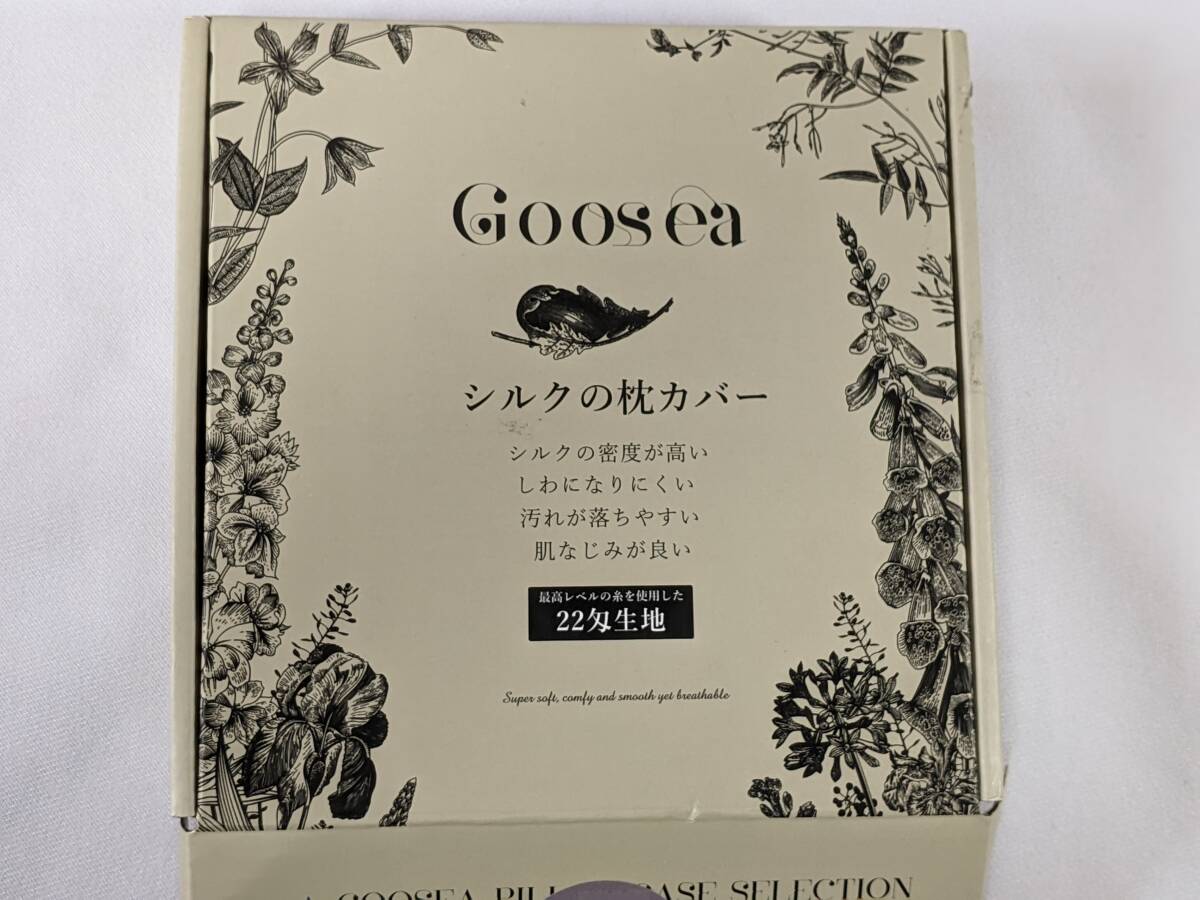 Goosea
シルクの枕カバー
シルクの密度が高い
しわになりにくい
汚れが落ちやすい
肌なじみが良い
最高レベルの糸を使用した
22匁生地
Super soft, comfy and smooth yet breathable
GOOSEA SELECTION